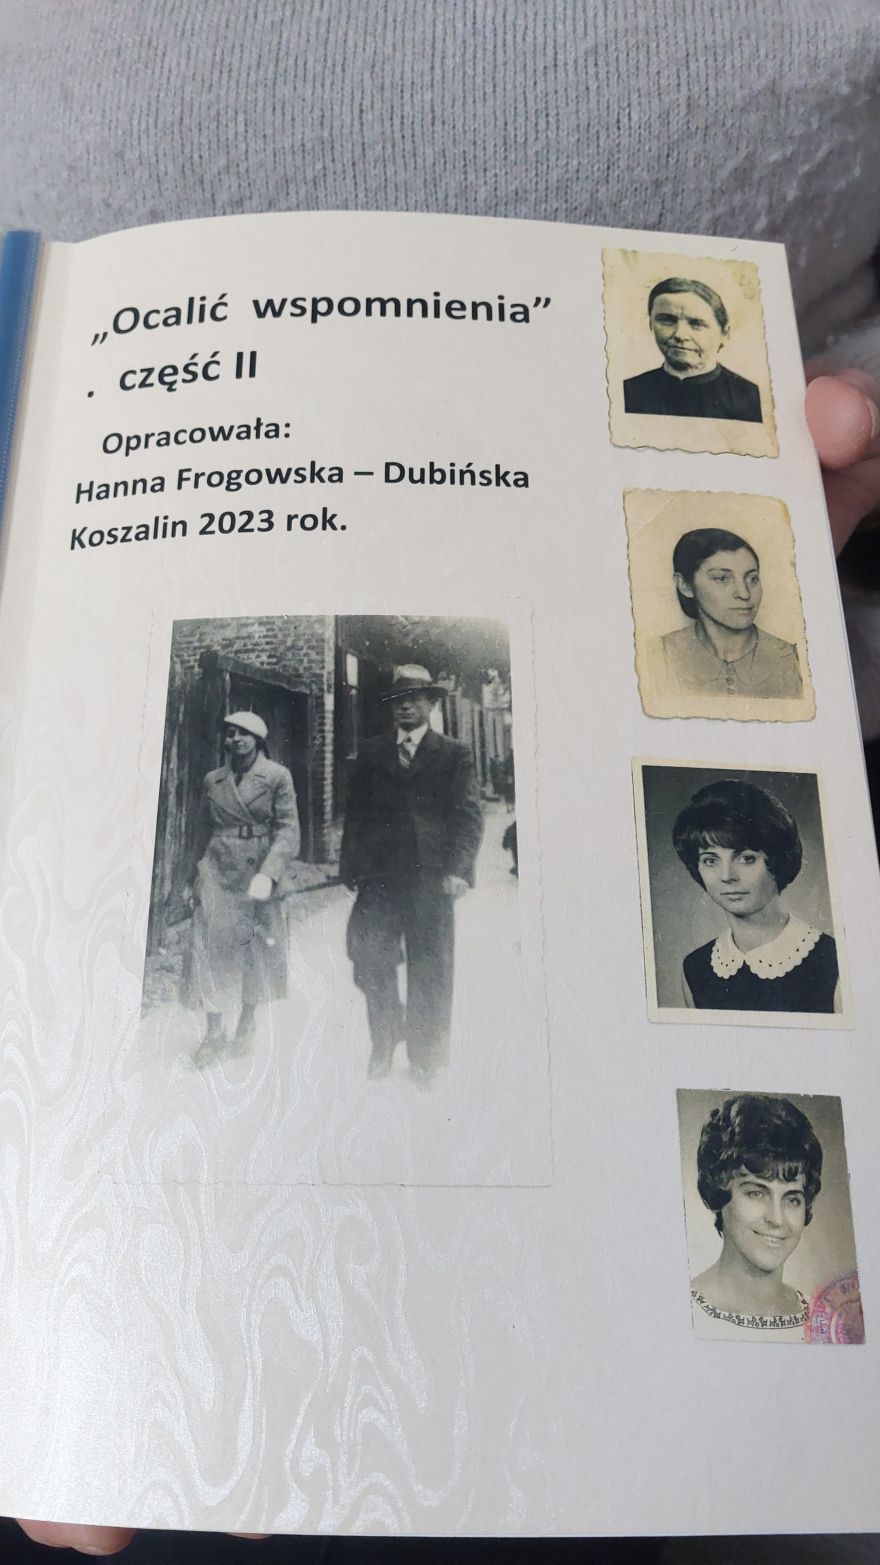 „Ocalić wspomnienia”
. część II
Opracowała:
Hanna Frogowska – Dubińska
Koszalin 2023 rok.